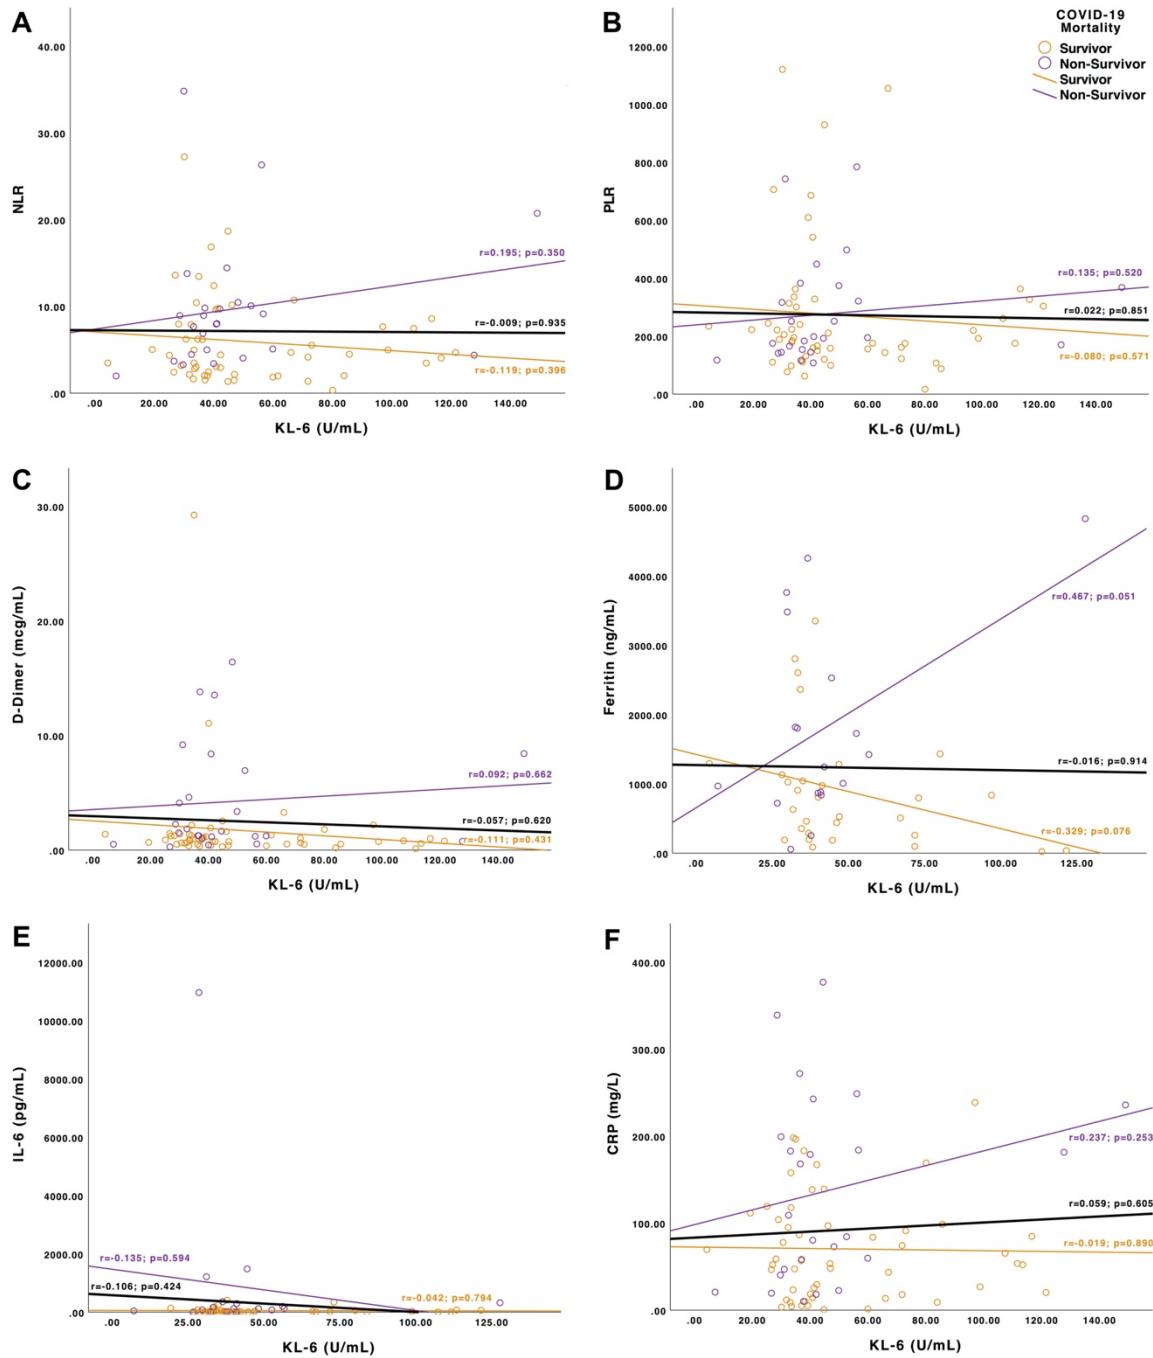 A
40.00
30.00
20.00
10.00
.00
NLR
r=0.195; p=0.350
r=-0.009; p=0.935
r=-0.119; p=0.396
.00 20.00 40.00 60.00 80.00 100.00 120.00 140.00
KL-6 (U/mL)
B
COVID-19
Mortality
Survivor
Non-Survivor
Survivor
Non-Survivor
1200.00
1000.00
800.00
600.00
400.00
200.00
.00
PLR
r=0.135; p=0.520
r=0.022; p=0.851
r=-0.080; p=0.571
.00 20.00 40.00 60.00 80.00 100.00 120.00 140.00
KL-6 (U/mL)
C
30.00
20.00
10.00
.00
D-Dimer (mcg/mL)
r=0.092; p=0.662
r=-0.057; p=0.620
r=-0.111; p=0.431
.00 20.00 40.00 60.00 80.00 100.00 120.00 140.00
KL-6 (U/mL)
D
5000.00
4000.00
3000.00
2000.00
1000.00
.00
Ferritin (ng/mL)
r=0.467; p=0.051
r=-0.016; p=0.914
r=-0.329; p=0.076
.00 25.00 50.00 75.00 100.00 125.00
KL-6 (U/mL)
E
12000.00
10000.00
8000.00
6000.00
4000.00
2000.00
.00
IL-6 (pg/mL)
r=-0.135; p=0.594
r=-0.106; p=0.424
r=-0.042; p=0.794
.00 25.00 50.00 75.00 100.00 125.00
KL-6 (U/mL)
F
400.00
300.00
200.00
100.00
.00
CRP (mg/L)
r=0.237; p=0.253
r=0.059; p=0.605
r=-0.019; p=0.890
.00 20.00 40.00 60.00 80.00 100.00 120.00 140.00
KL-6 (U/mL)